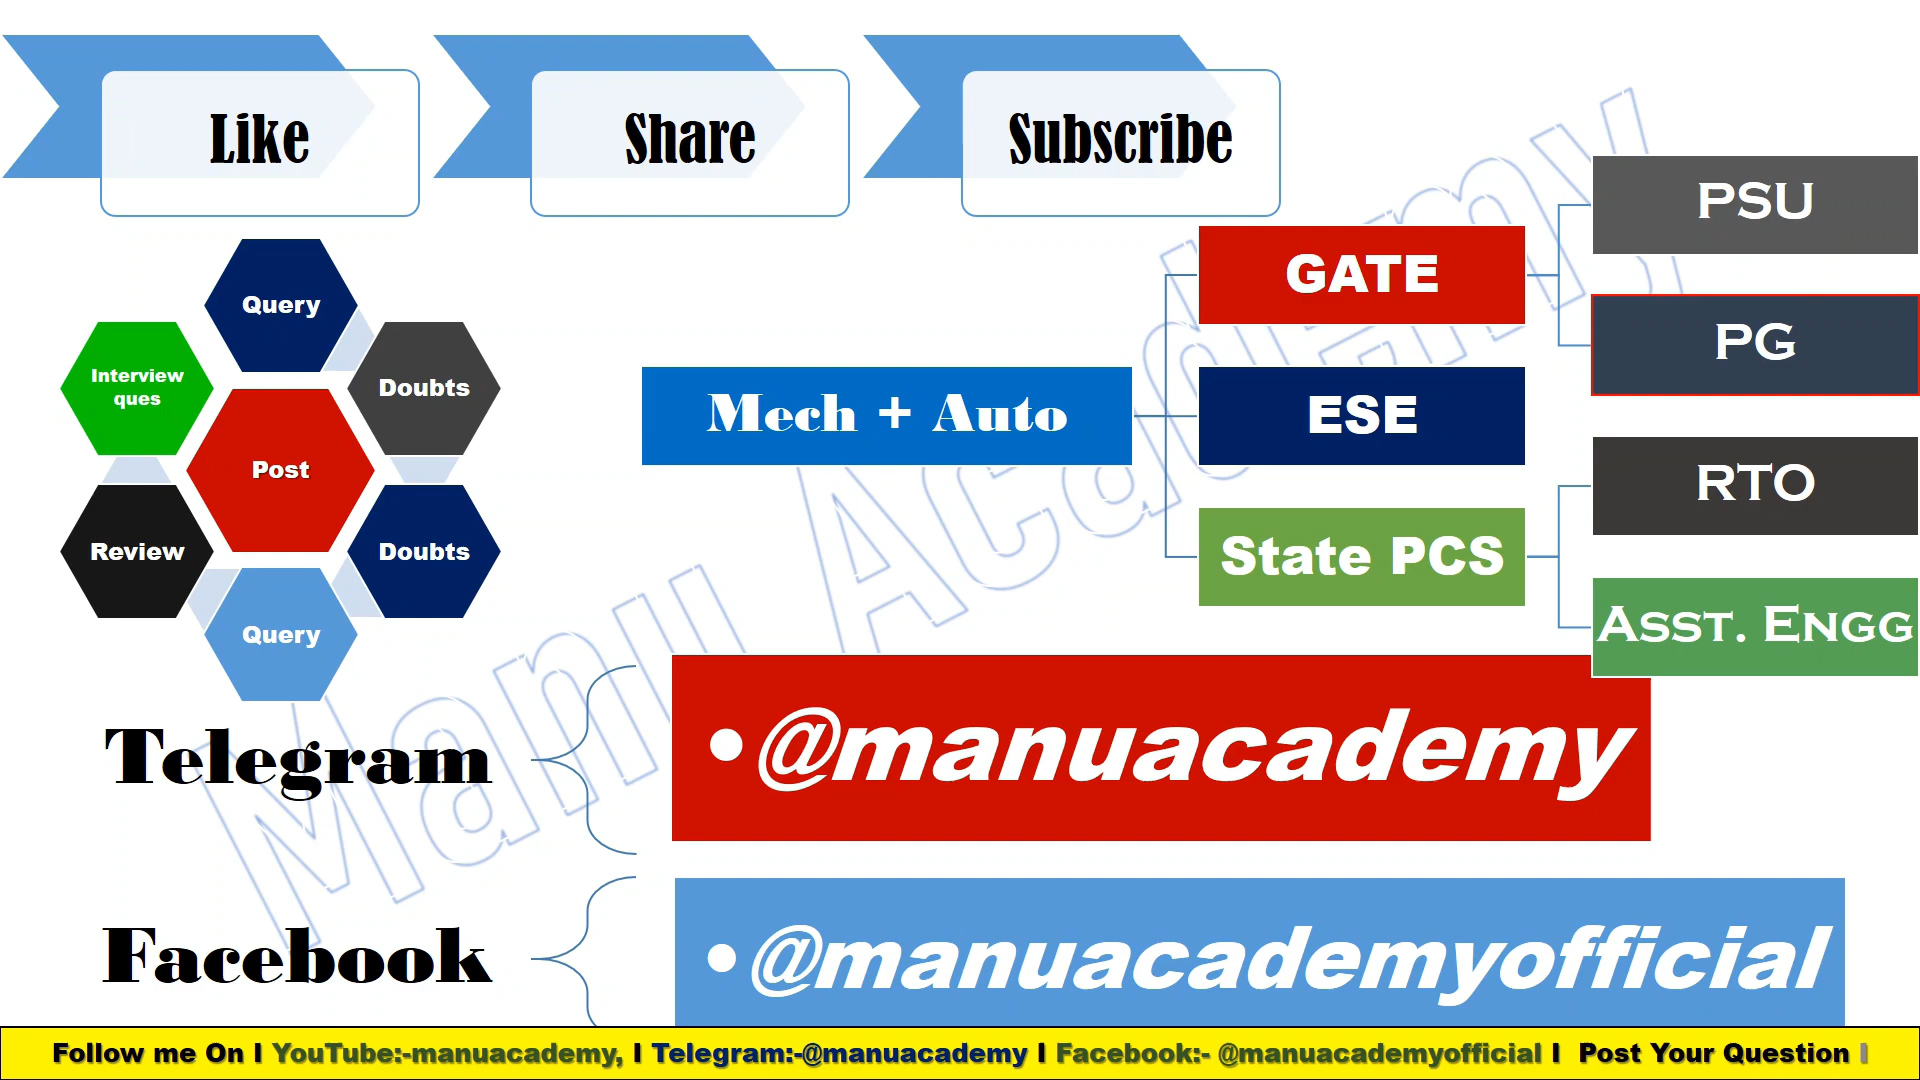 Like
Share
Subscribe
Query
Interview
ques
Doubts
Post
Review
Doubts
Query
Mech + Auto
GATE
ESE
State PCS
PSU
PG
RTO
Asst. Engg
Manu Academy
Telegram
•@manuacademy
Facebook
•@manuacademyofficial
Follow me On I YouTube:-manuacademy, I Telegram:-@manuacademy I Facebook:- @manuacademyofficial I Post Your Question I